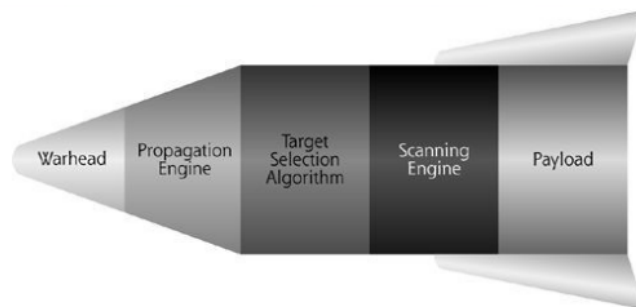 Warhead
Propagation
Engine
Target
Selection
Algorithm
Scanning
Engine
Payload